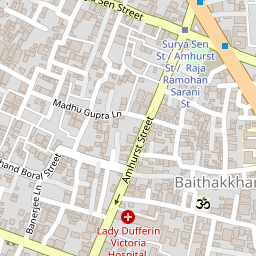 Sen Street
Surya Sen
St / Amhurst
St / Raja
Ramohan
Sarani
St
Madhu Gupta Ln
Amhurst Street
Street
hand Boral
Banerjee Ln
Baithakkhan
ॐ
Lady Dufferin
Victoria
Hospital